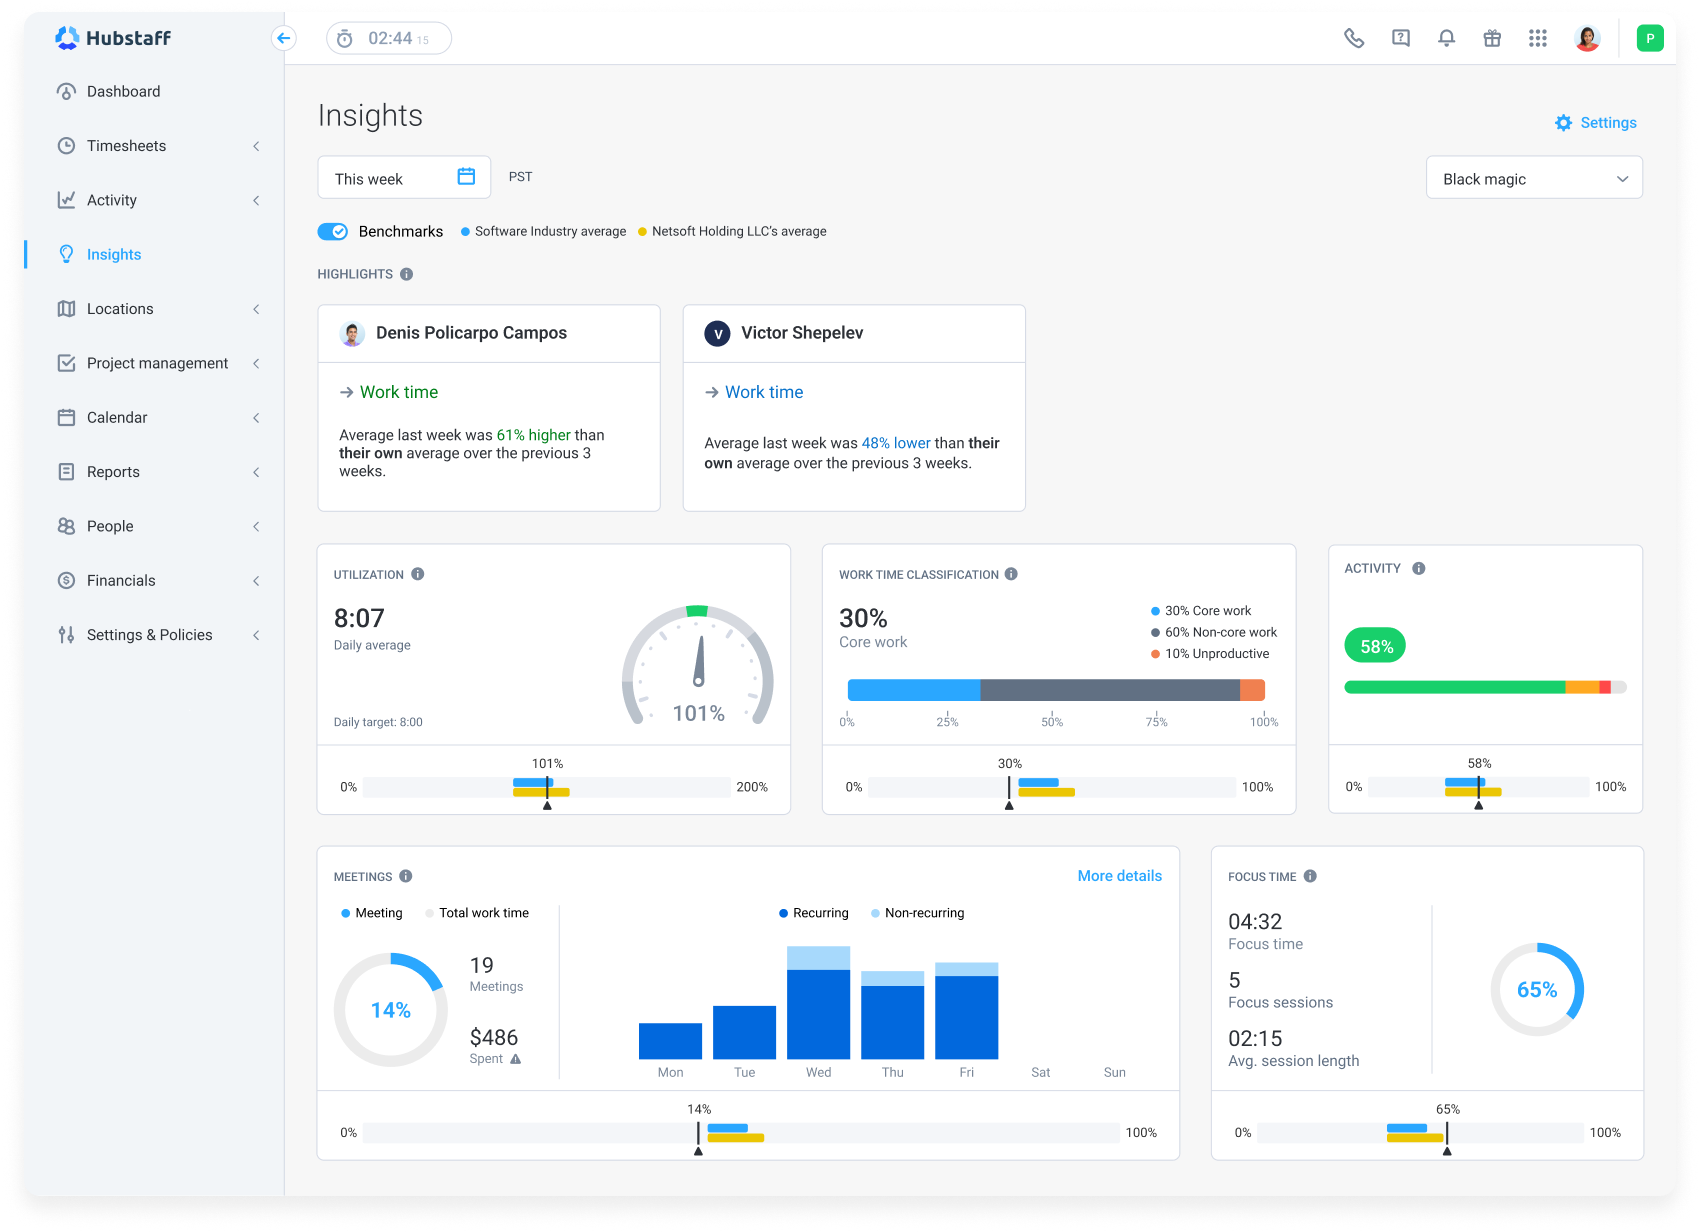 Hubstaff
02:44 15
P
Dashboard
Timesheets
Activity
Insights
Locations
Project management
Calendar
Reports
People
Financials
Settings & Policies
Insights
Settings
This week
PST
Black magic
Benchmarks
Software Industry average
Netsoft Holding LLC's average
HIGHLIGHTS
Denis Policarpo Campos
Work time
Average last week was 61% higher than
their own average over the previous 3
weeks.
V
Victor Shepelev
Work time
Average last week was 48% lower than their
own average over the previous 3 weeks.
UTILIZATION
8:07
Daily average
Daily target: 8:00
101%
101%
0%
200%
WORK TIME CLASSIFICATION
30%
Core work
30% Core work
60% Non-core work
10% Unproductive
0% 25% 50% 75% 100%
30%
0%
100%
ACTIVITY
58%
58%
0%
100%
MEETINGS
More details
Meeting
Total work time
14%
19
Meetings
$486
Spent
Recurring
Non-recurring
Mon Tue Wed Thu Fri Sat Sun
14%
0%
100%
FOCUS TIME
04:32
Focus time
5
Focus sessions
02:15
Avg. session length
65%
65%
0%
100%